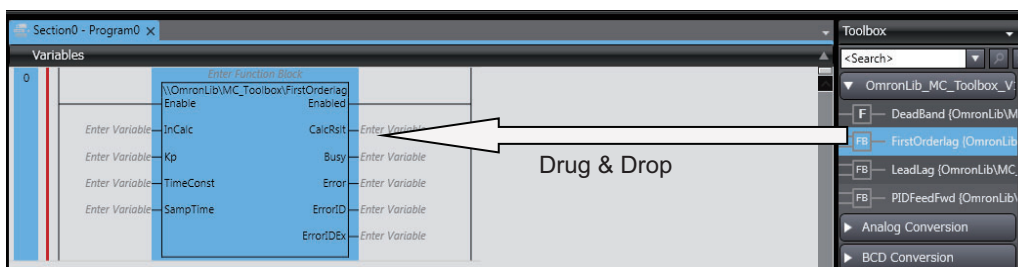 Section0 - Program0
Variables
0
Enter Function Block
\\OmronLib\MC_Toolbox\FirstOrderlag
Enable Enabled
Enter Variable InCalc CalcRslt Enter Variable
Enter Variable Kp Busy Enter Variable
Enter Variable TimeConst Error Enter Variable
Enter Variable SampTime ErrorID Enter Variable
ErrorIDEx Enter Variable
Drug & Drop
Toolbox
<Search>
OmronLib_MC_Toolbox_V
F DeadBand {OmronLib\M
FB FirstOrderlag {OmronLib
FB LeadLag {OmronLib\MC_
FB PIDFeedFwd {OmronLib\
Analog Conversion
BCD Conversion